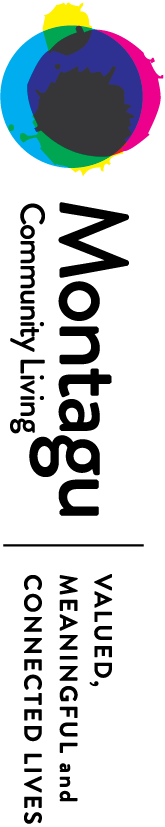 Montagu
Community Living
VALUED,
MEANINGFUL and
CONNECTED LIVES